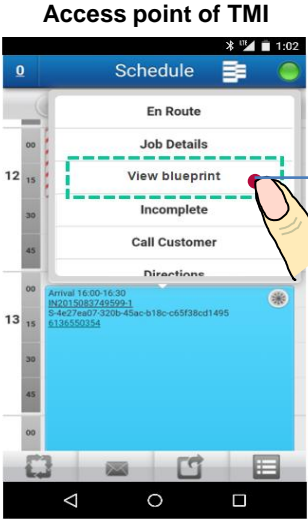 Access point of TMI
LTE 1:02
0 Schedule
En Route
00
Job Details
12 15
View blueprint
30
Incomplete
45
Call Customer
Directions
00
Arrival 16:00-16:30
IN2015083749599-1
S-4e27ea07-320b-45ac-b18c-c65f38cd1495
13 15
6136550354
30
45
00